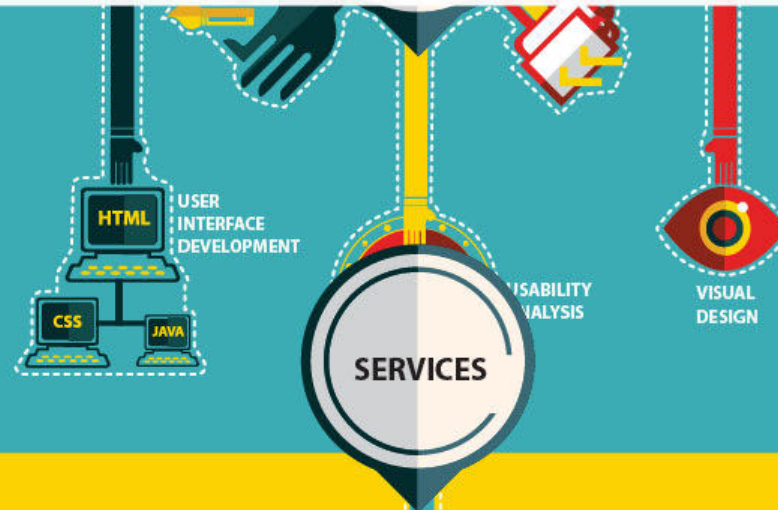 HTML
USER
INTERFACE
DEVELOPMENT
CSS
JAVA
SERVICES
VISUAL
DESIGN